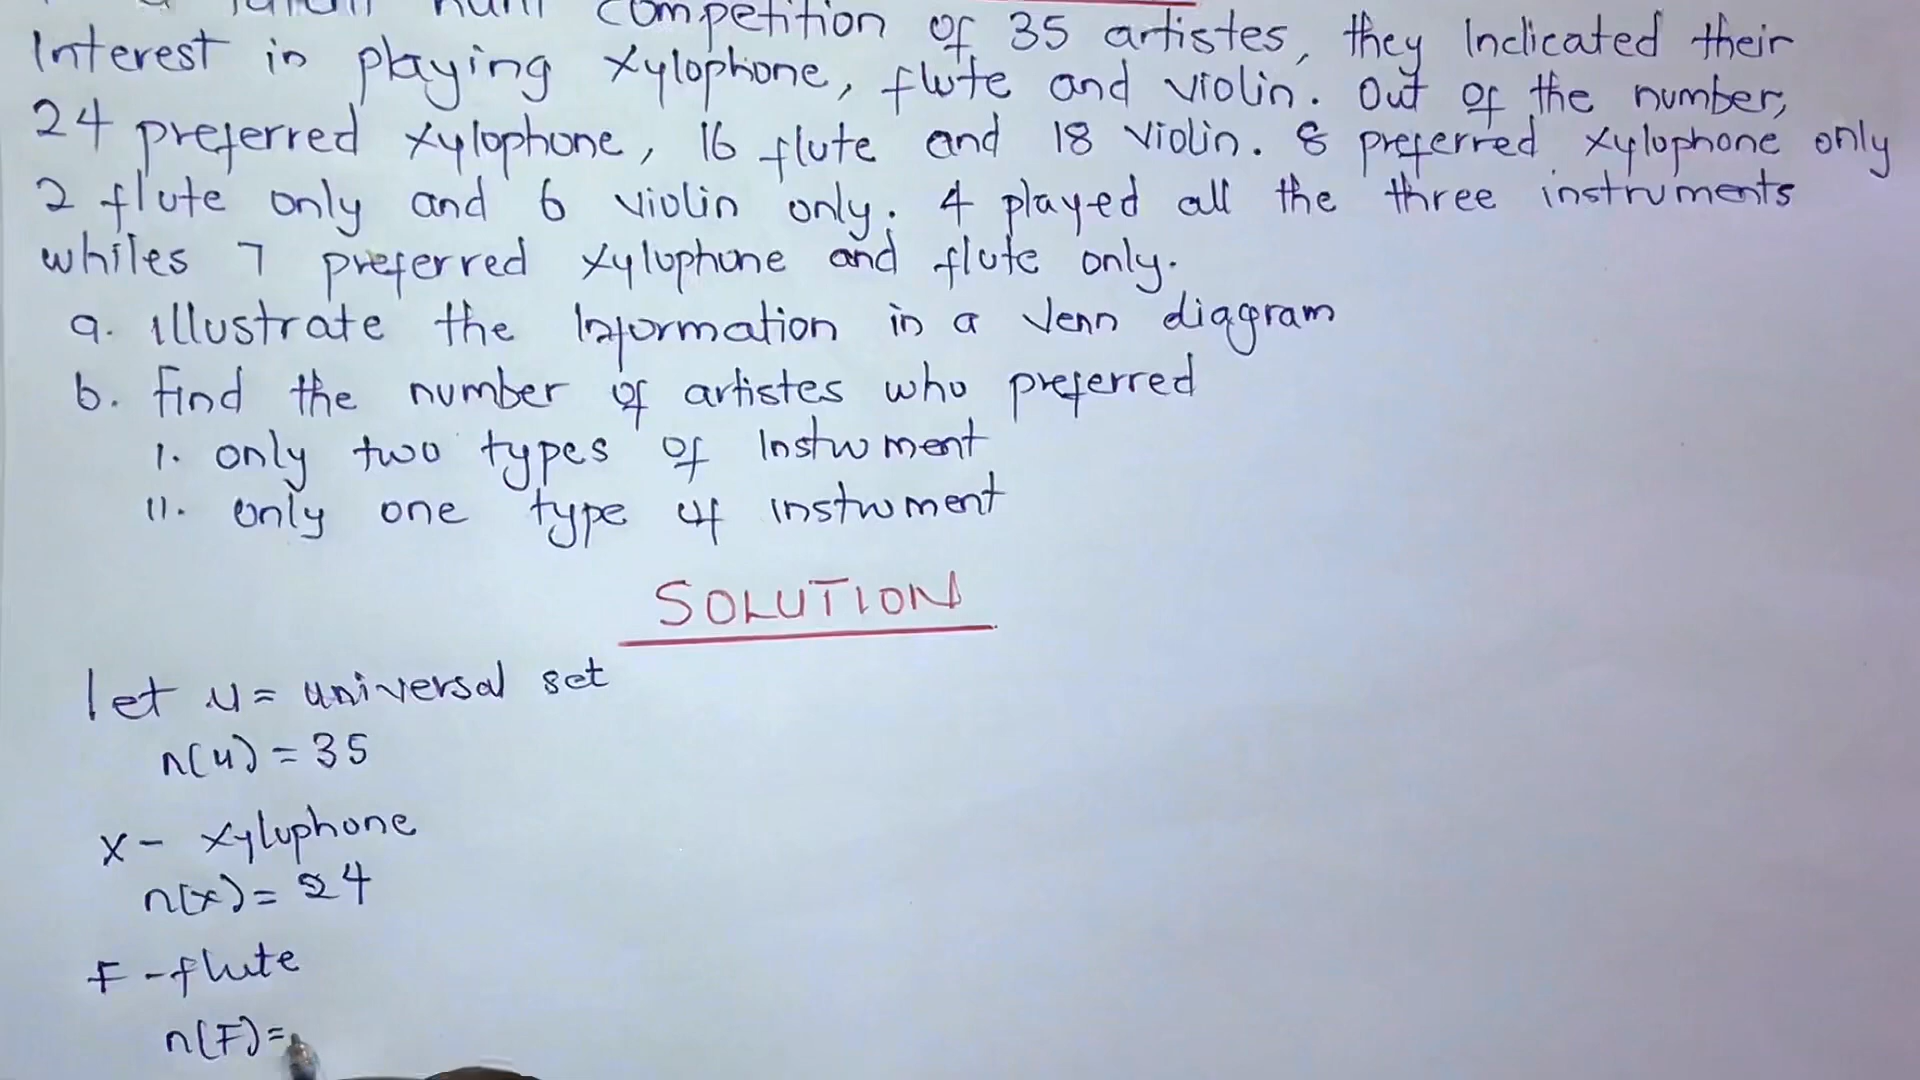 competition of 35 artistes, they Indicated their
Interest in playing xylophone, flute and violin. Out of the number,
24 preferred xylophone, 16 flute and 18 violin. 8 preferred xylophone only
2 flute only and 6 violin only. 4 played all the three instruments
whiles 7 preferred xylophone and flute only.
a. illustrate the Information in a Venn diagram
b. find the number of artistes who preferred
i. only two types of Instrument
ii. only one type of instrument
SOLUTION
let u = universal set
n(u) = 35
x - xylophone
n(x) = 24
F - flute
n(F) =